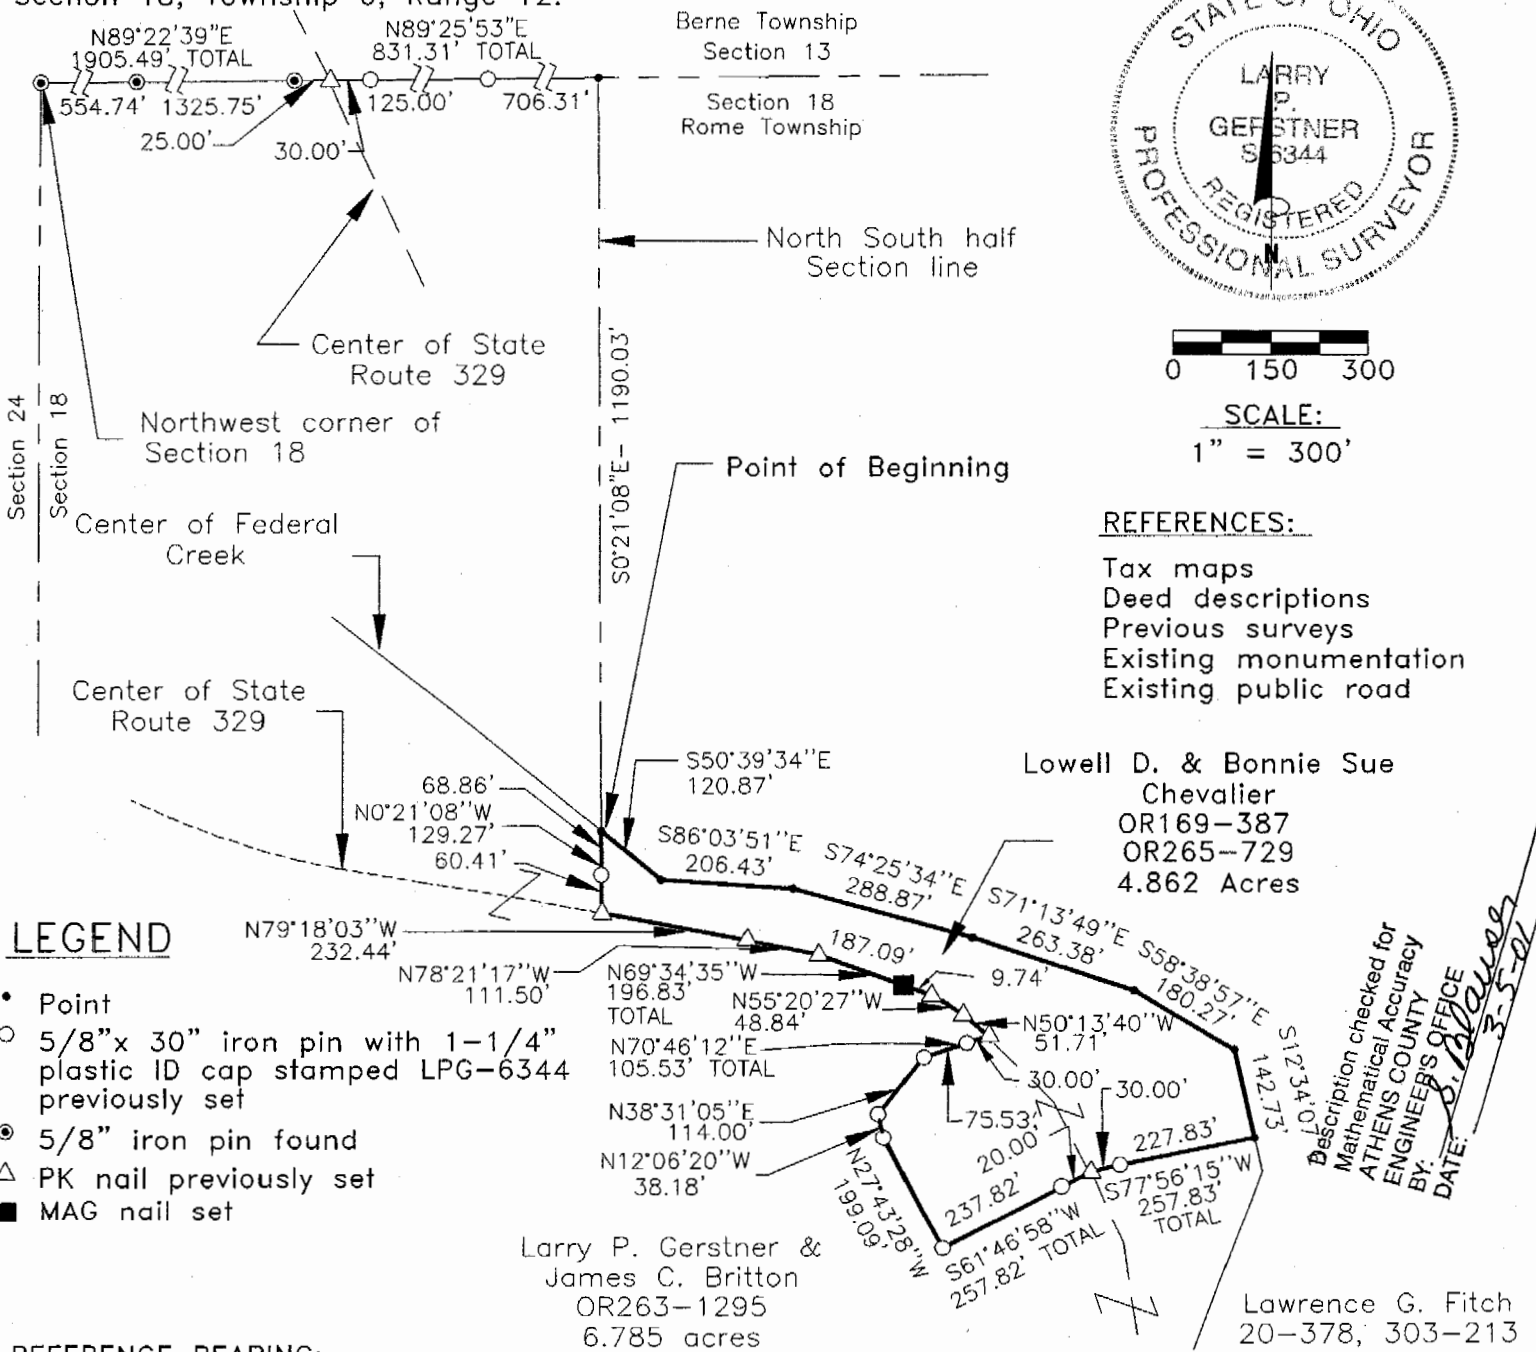 Section 18, Township 6, Range 12.
N89°22'39"E
1905.49' TOTAL
N89°25'53"E
831.31' TOTAL
554.74'
1325.75'
25.00'
30.00'
125.00'
706.31'
Berne Township
Section 13
Section 18
Rome Township
STATE OF OHIO
LARRY
P.
GERSTNER
S-6344
REGISTERED
PROFESSIONAL SURVEYOR
N
North South half
Section line
Center of State
Route 329
S0°21'08"E- 1190.03'
0 150 300
SCALE:
1" = 300'
Section 24
Section 18
Northwest corner of
Section 18
Point of Beginning
Center of Federal
Creek
REFERENCES:
Tax maps
Deed descriptions
Previous surveys
Existing monumentation
Existing public road
Center of State
Route 329
S50°39'34"E
120.87'
68.86'
N0°21'08"W
129.27'
60.41'
S86°03'51"E
206.43'
S74°25'34"E
288.87'
S71°13'49"E
263.38'
S58°38'57"E
180.27'
S12°34'07"E
142.73'
Lowell D. & Bonnie Sue
Chevalier
OR169-387
OR265-729
4.862 Acres
N79°18'03"W
232.44'
N78°21'17"W
111.50'
187.09'
N69°34'35"W
196.83'
TOTAL
9.74'
N55°20'27"W
48.84'
N50°13'40"W
51.71'
N70°46'12"E
105.53' TOTAL
30.00'
75.53'
N38°31'05"E
114.00'
N12°06'20"W
38.18'
N27°43'28"W
199.09'
20.00'
30.00'
237.82'
S61°46'58"W
257.82' TOTAL
227.83'
S77°56'15"W
257.83'
TOTAL
Description checked for
Mathematical Accuracy
ATHENS COUNTY
ENGINEER'S OFFICE
BY:
DATE: 3-5-01
LEGEND
Point
5/8"x 30" iron pin with 1-1/4"
plastic ID cap stamped LPG-6344
previously set
5/8" iron pin found
PK nail previously set
MAG nail set
Larry P. Gerstner &
James C. Britton
OR263-1295
6.785 acres
Lawrence G. Fitch
20-378, 303-213
REFERENCE BEARING: